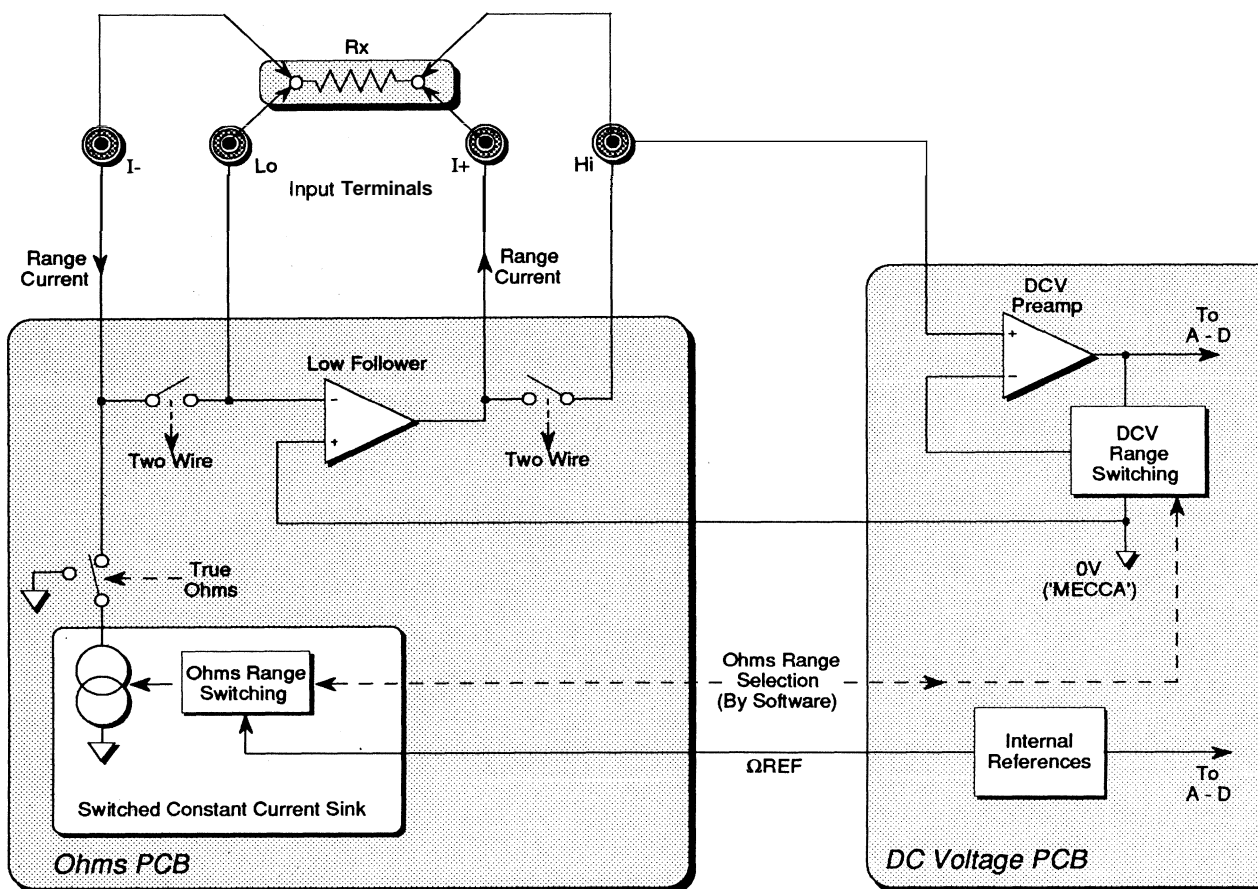 Rx
I-
Lo
I+
Hi
Input Terminals
Range
Current
Range
Current
DCV
Preamp
To
A - D
+
-
Low Follower
-
+
Two Wire
Two Wire
DCV
Range
Switching
True
Ohms
0V
('MECCA')
Ohms Range
Switching
Ohms Range
Selection
(By Software)
Internal
References
ΩREF
To
A - D
Switched Constant Current Sink
Ohms PCB
DC Voltage PCB